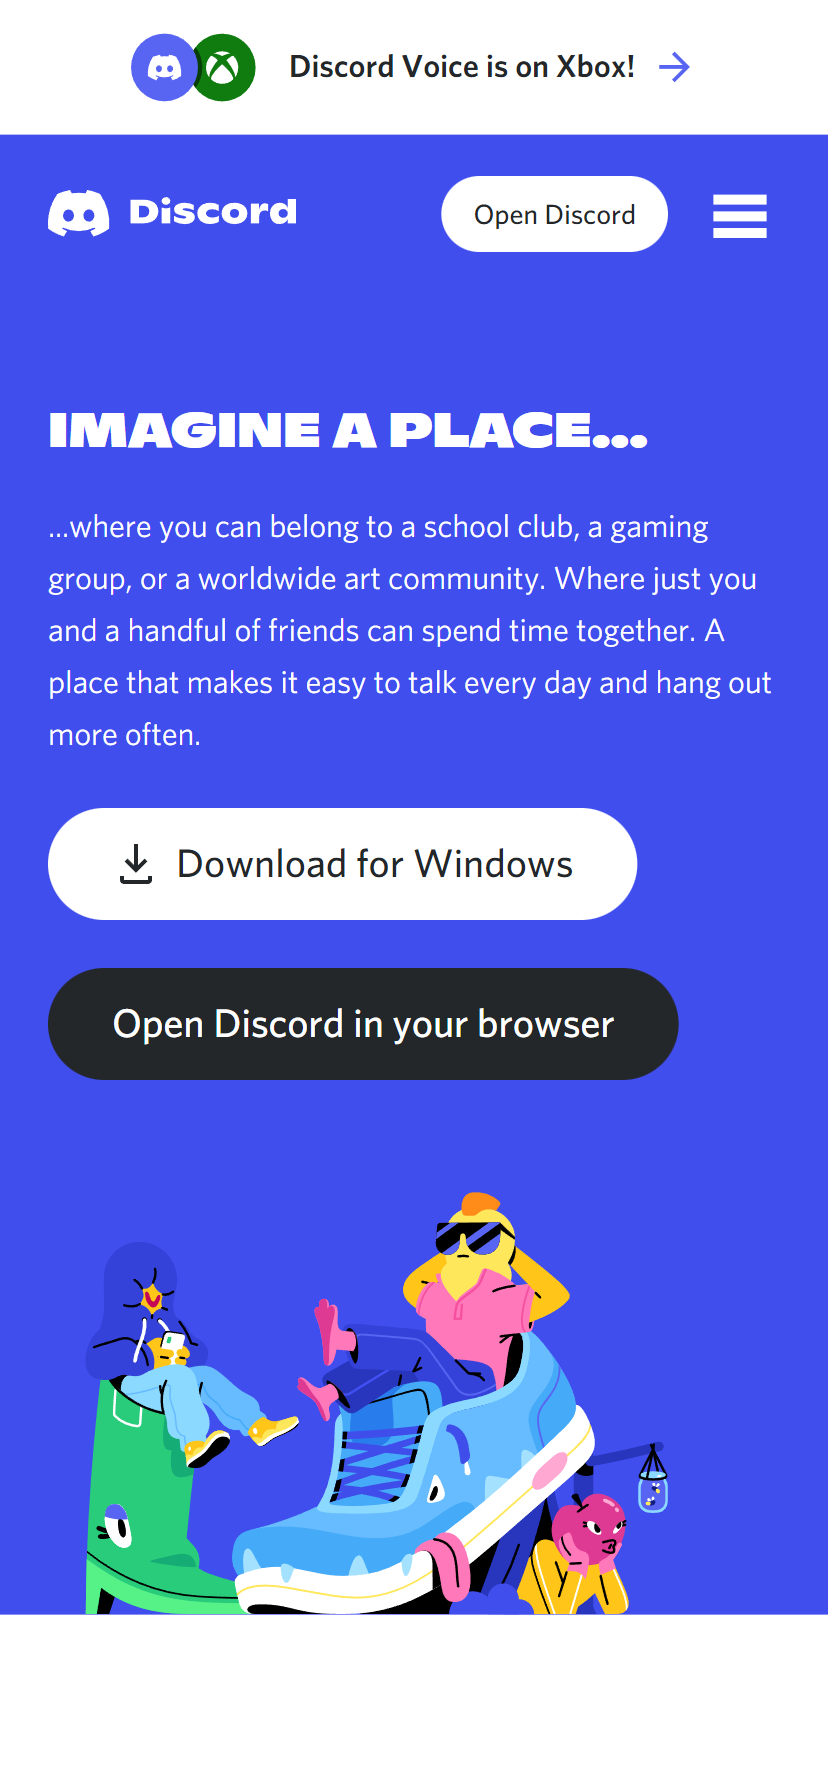 Discord Voice is on Xbox!
Discord
Open Discord
IMAGINE A PLACE...
...where you can belong to a school club, a gaming
group, or a worldwide art community. Where just you
and a handful of friends can spend time together. A
place that makes it easy to talk every day and hang out
more often.
Download for Windows
Open Discord in your browser